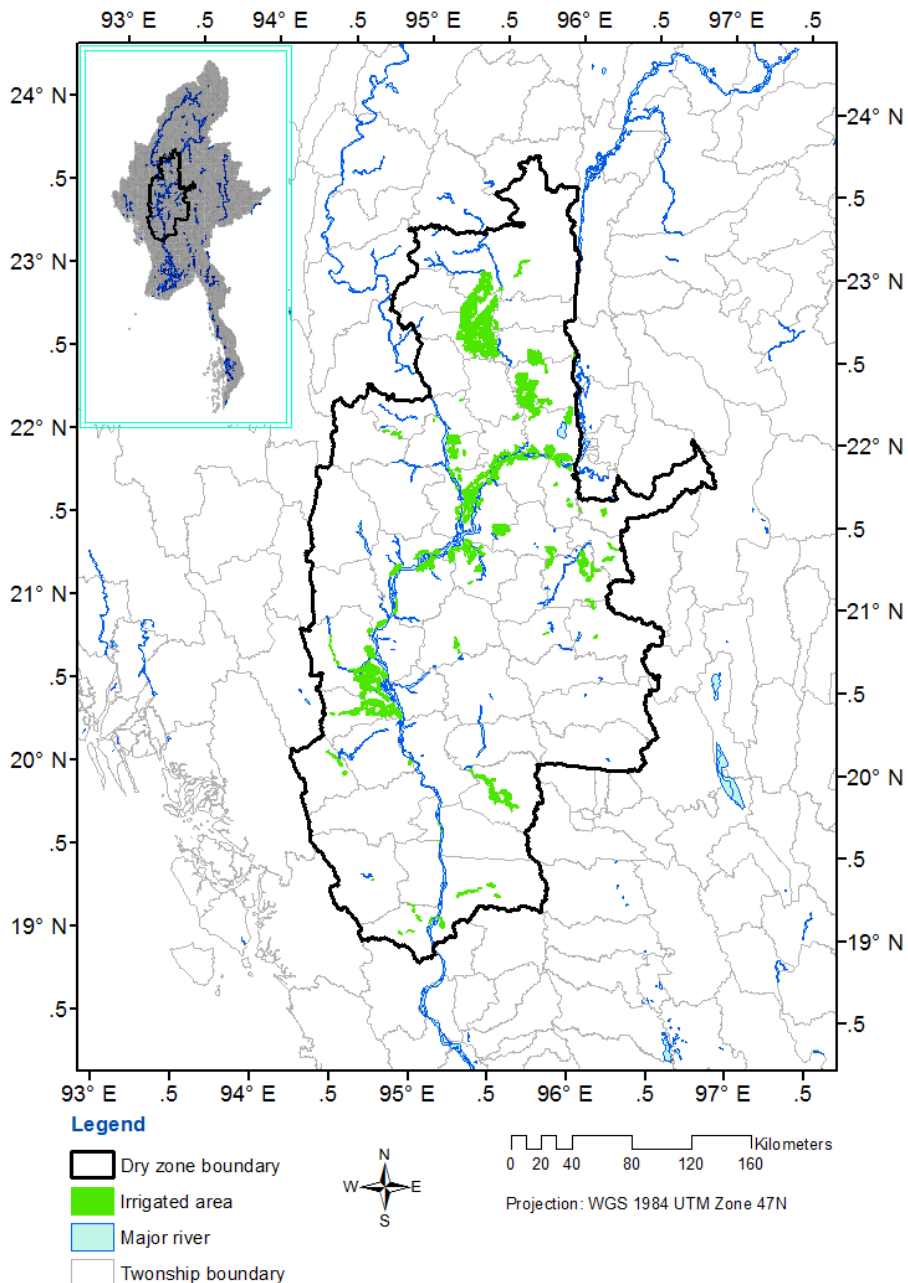 93° E .5 94° E .5 95° E .5 96° E .5 97° E .5
24° N
.5
23° N
.5
22° N
.5
21° N
.5
20° N
.5
19° N
.5
24° N
.5
23° N
.5
22° N
.5
21° N
.5
20° N
.5
19° N
.5
93° E .5 94° E .5 95° E .5 96° E .5 97° E .5
Legend
Dry zone boundary
Irrigated area
Major river
Twonship boundary
N
W E
S
Kilometers
0 20 40 80 120 160
Projection: WGS 1984 UTM Zone 47N